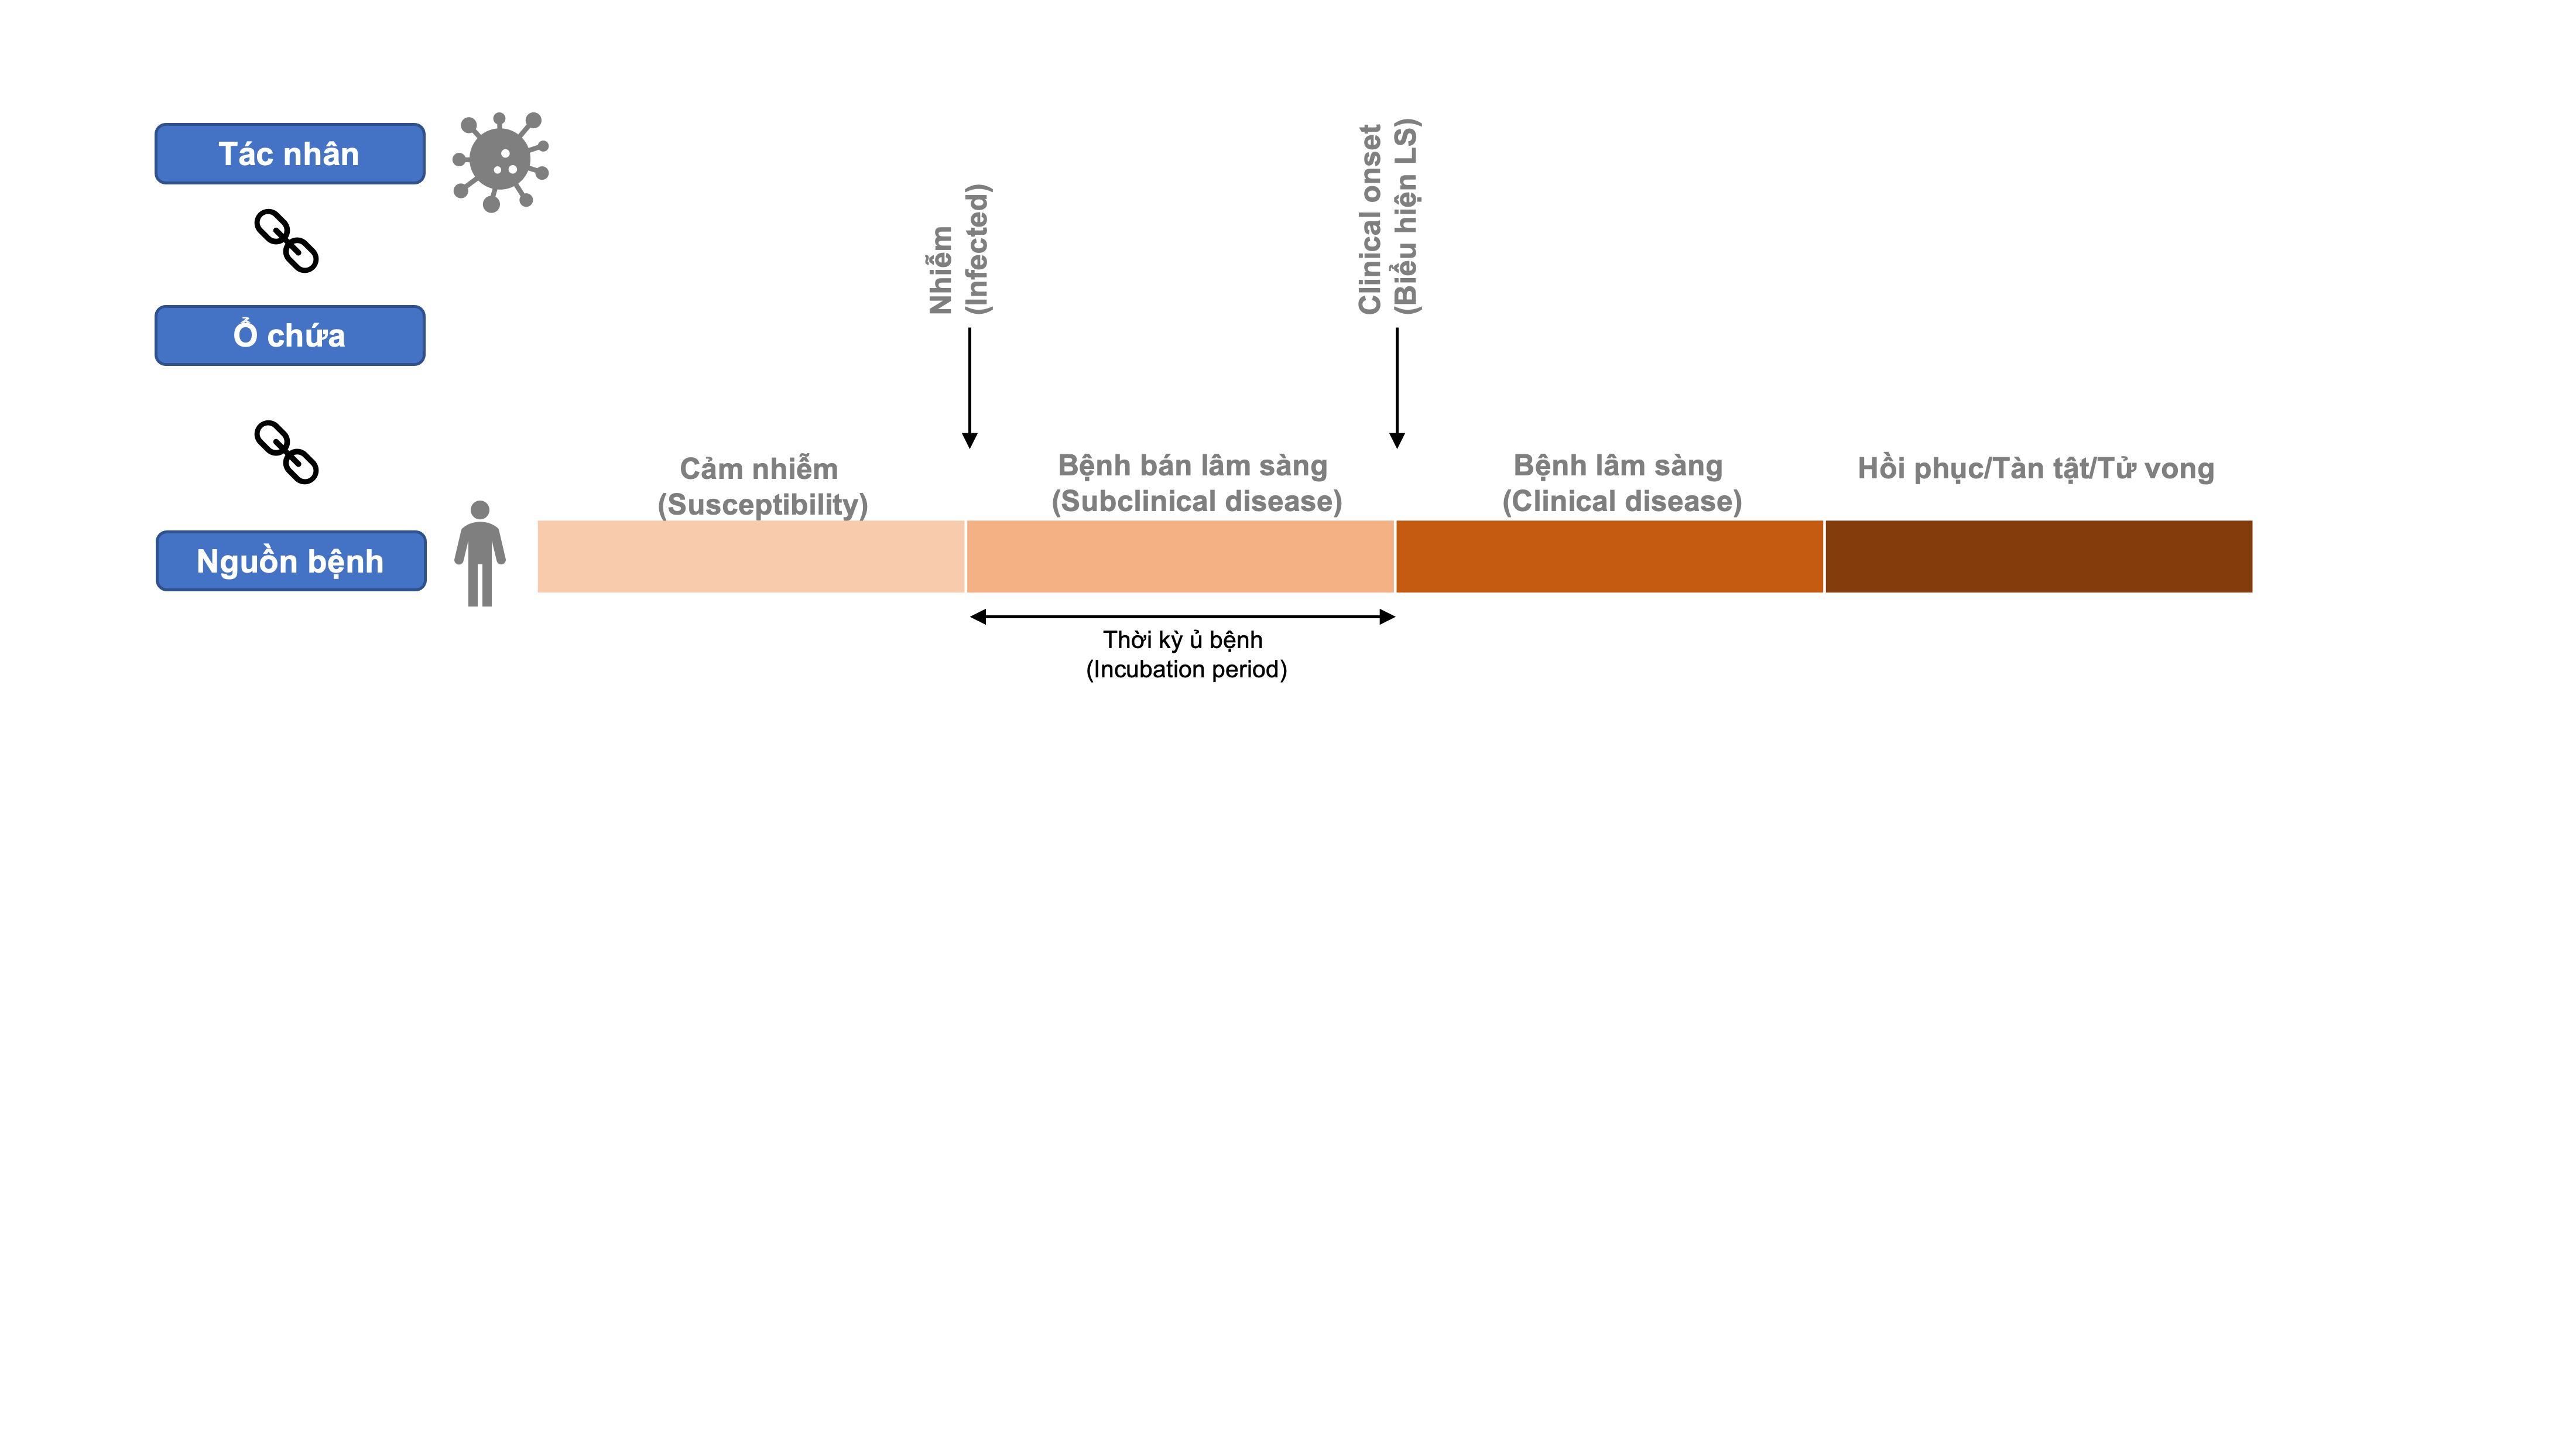 Tác nhân
Ổ chứa
Nguồn bệnh
Nhiễm
(Infected)
Clinical onset
(Biểu hiện LS)
Cảm nhiễm
(Susceptibility)
Bệnh bán lâm sàng
(Subclinical disease)
Bệnh lâm sàng
(Clinical disease)
Hồi phục/Tàn tật/Tử vong
Thời kỳ ủ bệnh
(Incubation period)